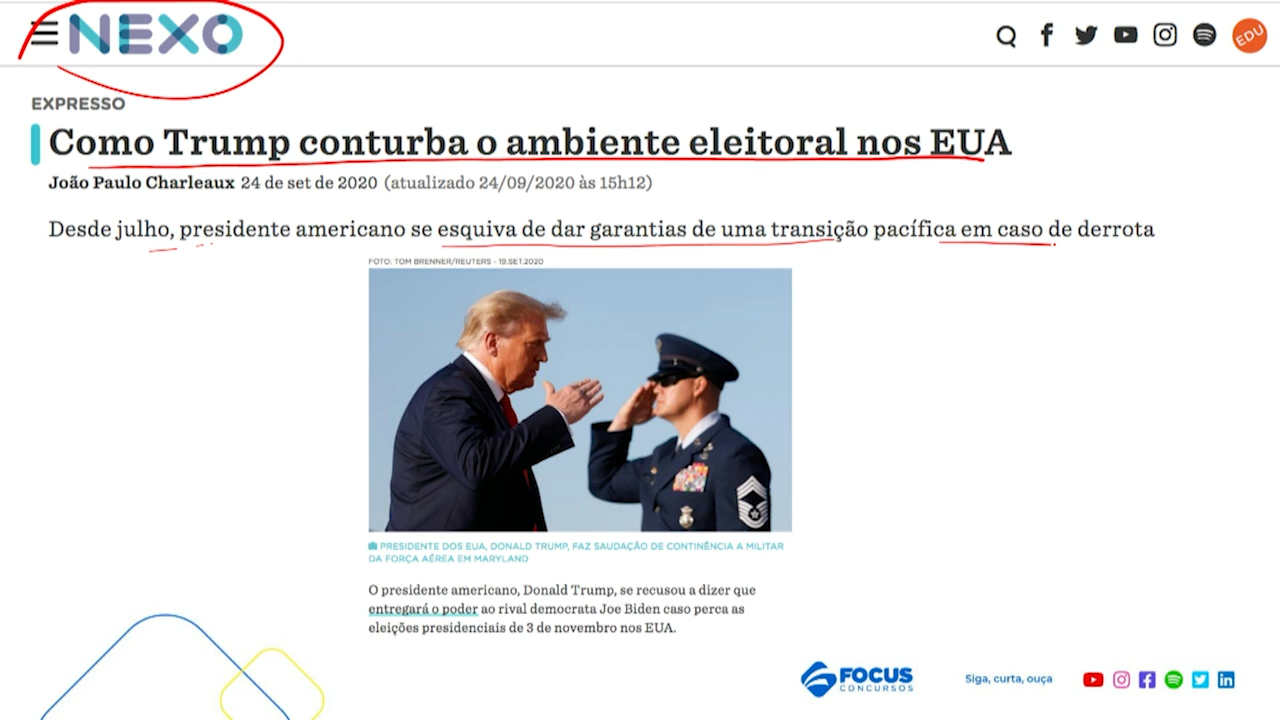 NEXO
EDU
EXPRESSO
Como Trump conturba o ambiente eleitoral nos EUA
João Paulo Charleaux 24 de set de 2020 (atualizado 24/09/2020 às 15h12)
Desde julho, presidente americano se esquiva de dar garantias de uma transição pacífica em caso de derrota
FOTO: TOM BRENNER/REUTERS - 19.SET.2020
PRESIDENTE DOS EUA, DONALD TRUMP, FAZ SAUDAÇÃO DE CONTINÊNCIA A MILITAR
DA FORÇA AÉREA EM MARYLAND
O presidente americano, Donald Trump, se recusou a dizer que
entregará o poder ao rival democrata Joe Biden caso perca as
eleições presidenciais de 3 de novembro nos EUA.
FOCUS
CONCURSOS
Siga, curta, ouça